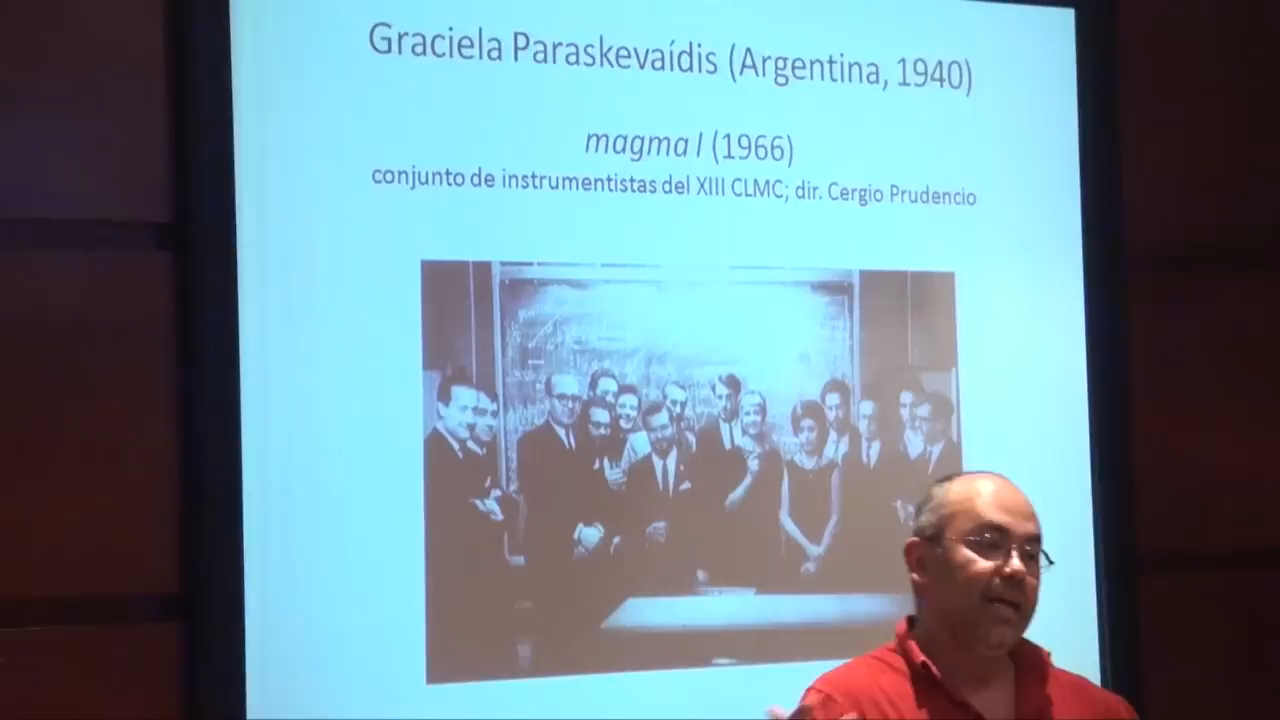 Graciela Paraskevaídis (Argentina, 1940)
magma I (1966)
conjunto de instrumentistas del XIII CLMC; dir. Cergio Prudencio